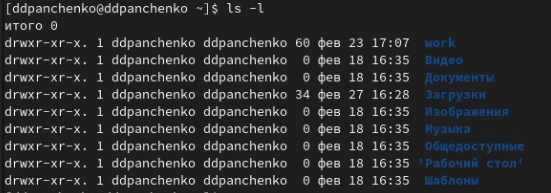 [ddpanchenko@ddpanchenko ~]$ ls -l
итого 0
drwxr-xr-x. 1 ddpanchenko ddpanchenko 60 фев 23 17:07  work
drwxr-xr-x. 1 ddpanchenko ddpanchenko  0 фев 18 16:35  Видео
drwxr-xr-x. 1 ddpanchenko ddpanchenko  0 фев 18 16:35  Документы
drwxr-xr-x. 1 ddpanchenko ddpanchenko 34 фев 27 16:28  Загрузки
drwxr-xr-x. 1 ddpanchenko ddpanchenko  0 фев 18 16:35  Изображения
drwxr-xr-x. 1 ddpanchenko ddpanchenko  0 фев 18 16:35  Музыка
drwxr-xr-x. 1 ddpanchenko ddpanchenko  0 фев 18 16:35  Общедоступные
drwxr-xr-x. 1 ddpanchenko ddpanchenko  0 фев 18 16:35 'Рабочий стол'
drwxr-xr-x. 1 ddpanchenko ddpanchenko  0 фев 18 16:35  Шаблоны